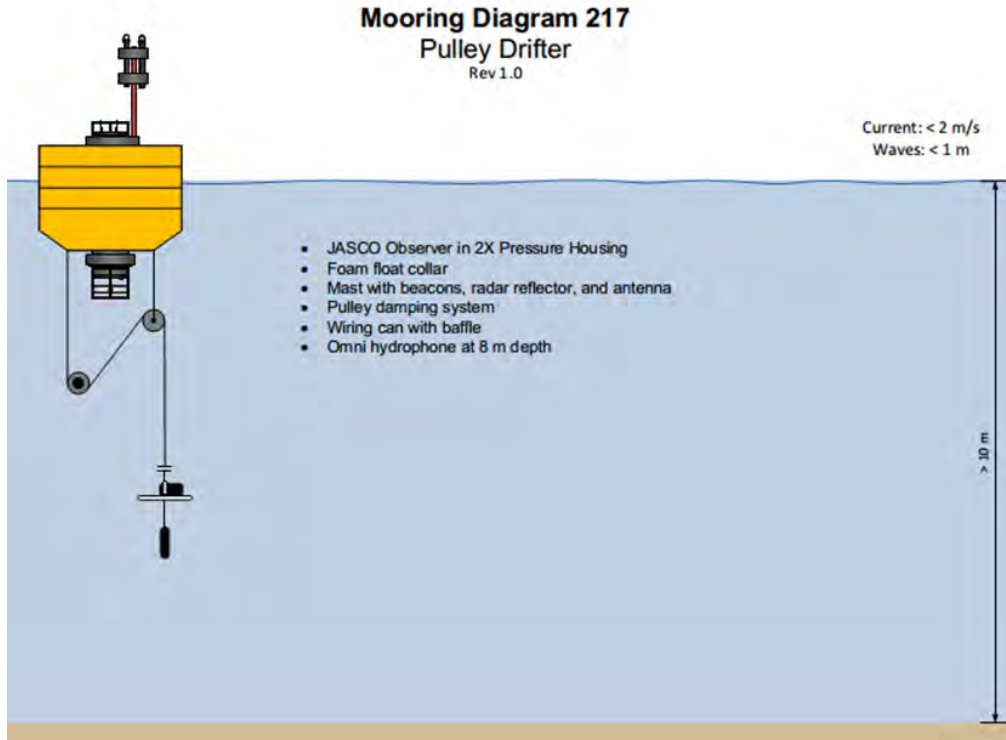 Mooring Diagram 217
Pulley Drifter
Rev 1.0
Current: < 2 m/s
Waves: < 1 m
• JASCO Observer in 2X Pressure Housing
• Foam float collar
• Mast with beacons, radar reflector, and antenna
• Pulley damping system
• Wiring can with baffle
• Omni hydrophone at 8 m depth
> 10 m